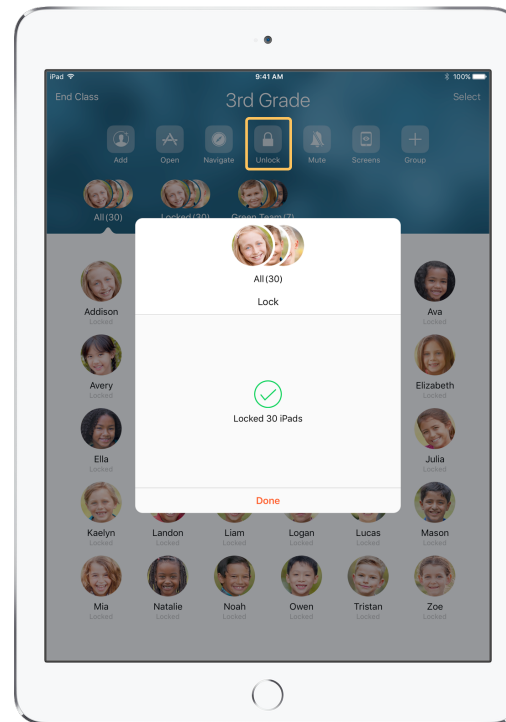 iPad 9:41 AM 100%
End Class 3rd Grade Select
Add Open Navigate Unlock Mute Screens Group
All (30) Locked (30) Green Team (7)
All (30)
Lock
Locked 30 iPads
Done
Addison Ava
Locked Locked
Avery Elizabeth
Locked Locked
Ella Julia
Locked Locked
Kaelyn Landon Liam Logan Lucas Mason
Locked Locked Locked Locked Locked Locked
Mia Natalie Noah Owen Tristan Zoe
Locked Locked Locked Locked Locked Locked